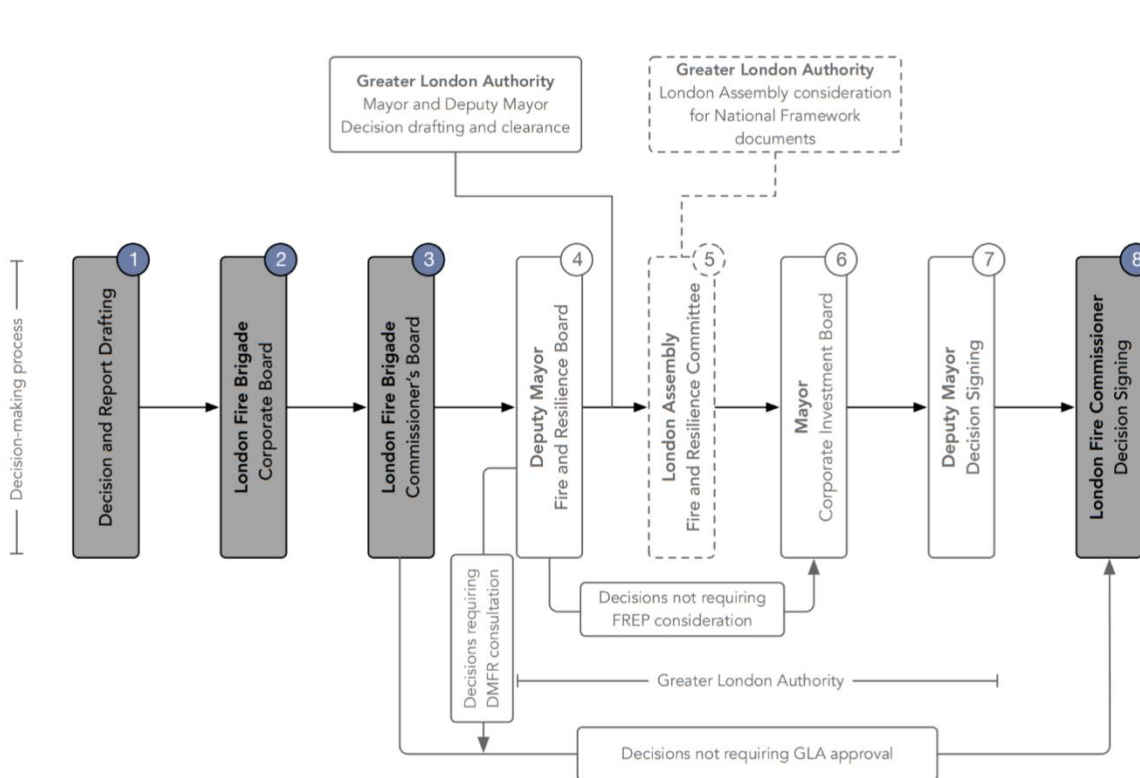 Greater London Authority
Mayor and Deputy Mayor
Decision drafting and clearance
Greater London Authority
London Assembly consideration
for National Framework
documents
Decision-making process
1
Decision and Report Drafting
2
London Fire Brigade
Corporate Board
3
London Fire Brigade
Commissioner's Board
4
Deputy Mayor
Fire and Resilience Board
5
London Assembly
Fire and Resilience Committee
6
Mayor
Corporate Investment Board
7
Deputy Mayor
Decision Signing
8
London Fire Commissioner
Decision Signing
Decisions requiring
DMFR consultation
Decisions not requiring
FREP consideration
Greater London Authority
Decisions not requiring GLA approval